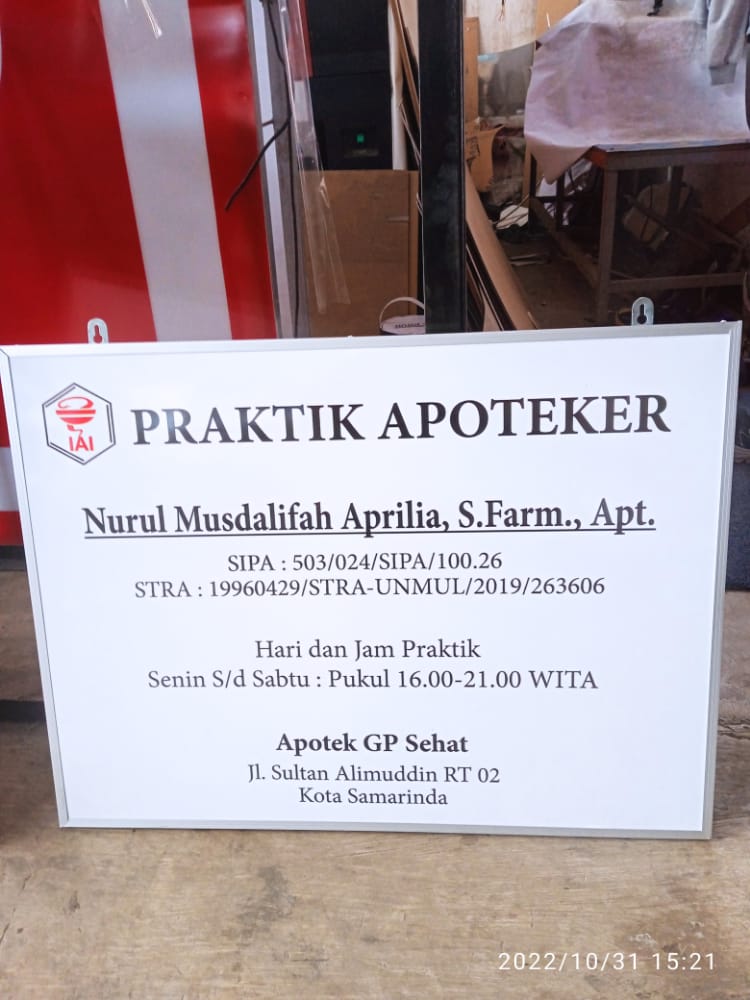 IAI
PRAKTIK APOTEKER
Nurul Musdalifah Aprilia, S.Farm., Apt.
SIPA : 503/024/SIPA/100.26
STRA : 19960429/STRA-UNMUL/2019/263606
Hari dan Jam Praktik
Senin S/d Sabtu : Pukul 16.00-21.00 WITA
Apotek GP Sehat
Jl. Sultan Alimuddin RT 02
Kota Samarinda
2022/10/31 15:21